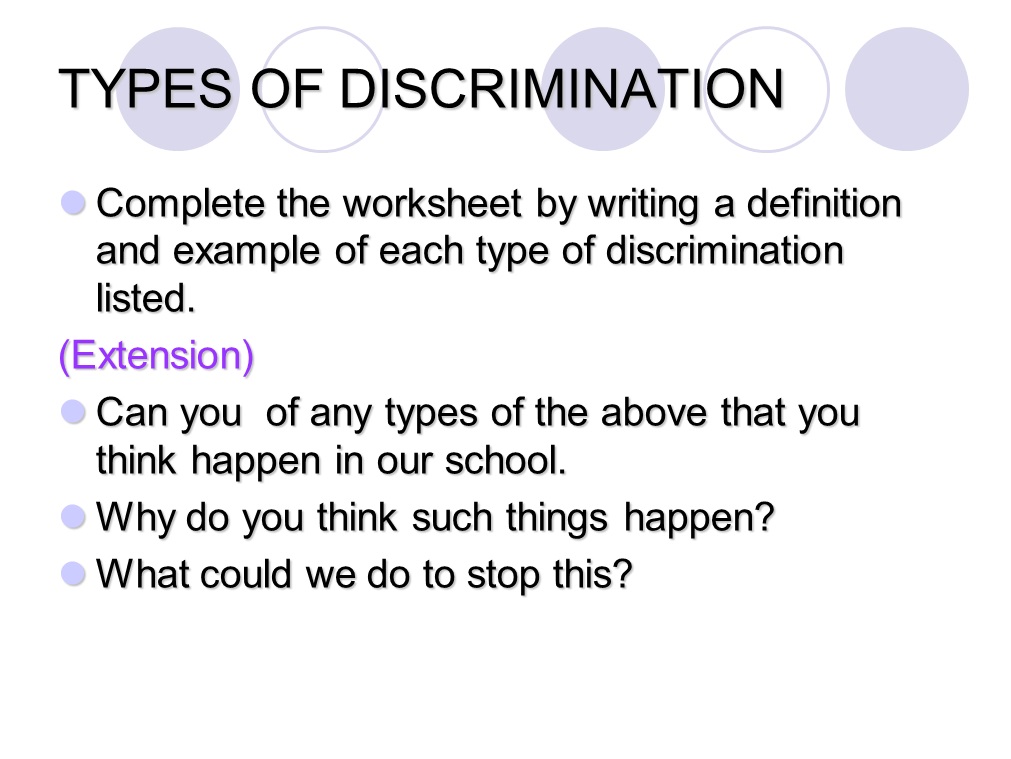 TYPES OF DISCRIMINATION
Complete the worksheet by writing a definition
and example of each type of discrimination
listed.
(Extension)
Can you  of any types of the above that you
think happen in our school.
Why do you think such things happen?
What could we do to stop this?